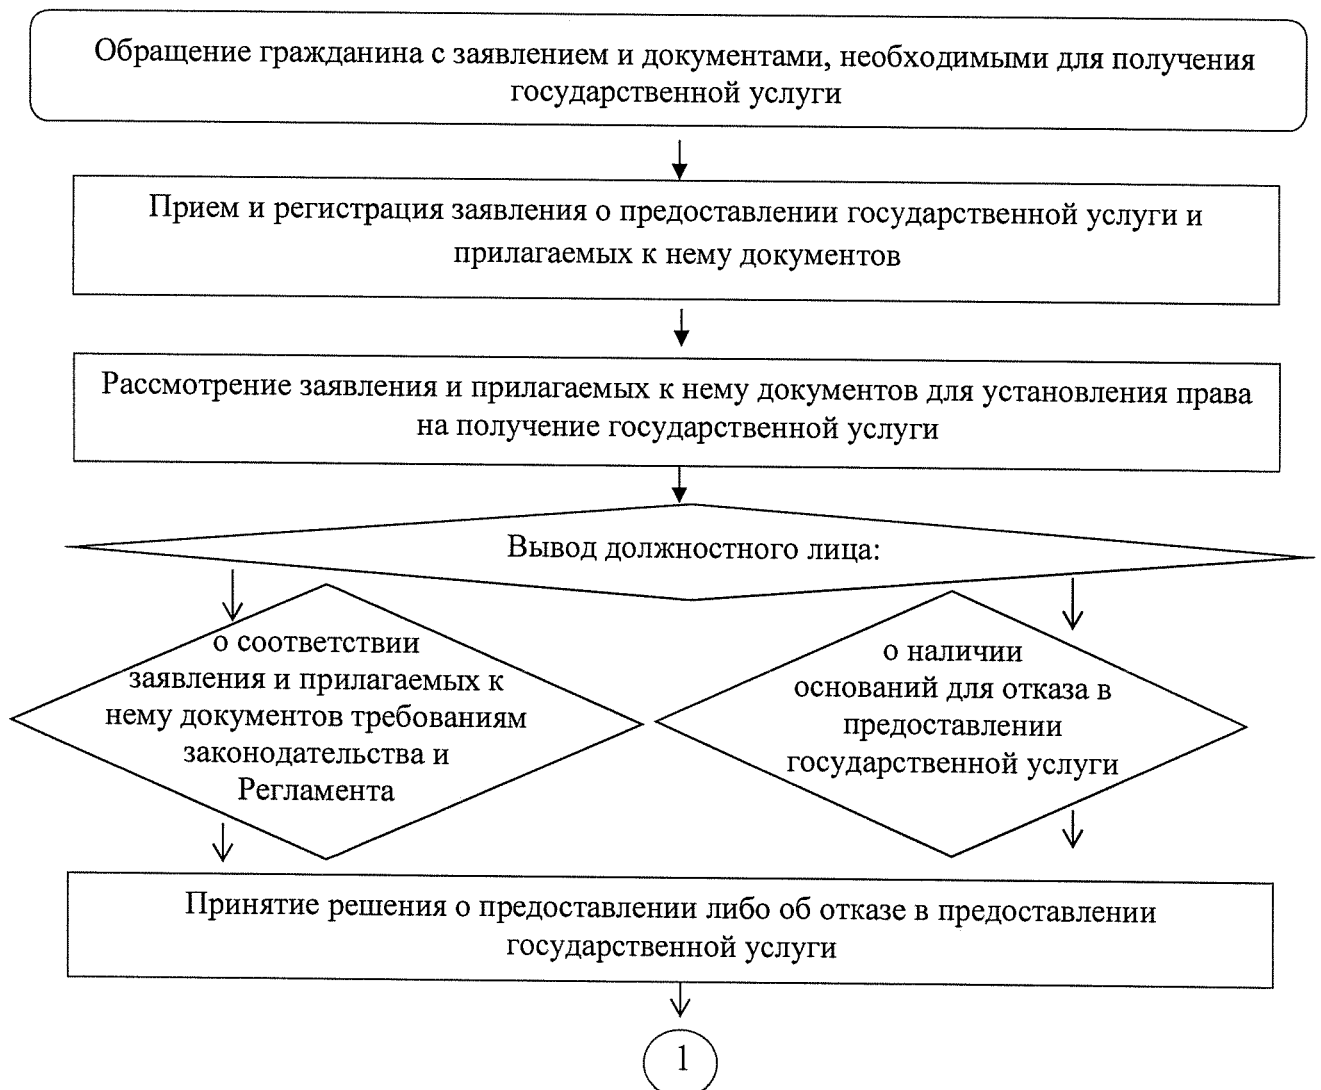 Обращение гражданина с заявлением и документами, необходимыми для получения
государственной услуги
Прием и регистрация заявления о предоставлении государственной услуги и
прилагаемых к нему документов
Рассмотрение заявления и прилагаемых к нему документов для установления права
на получение государственной услуги
Вывод должностного лица:
о соответствии
заявления и прилагаемых к
нему документов требованиям
законодательства и
Регламента
о наличии
оснований для отказа в
предоставлении
государственной услуги
Принятие решения о предоставлении либо об отказе в предоставлении
государственной услуги
1